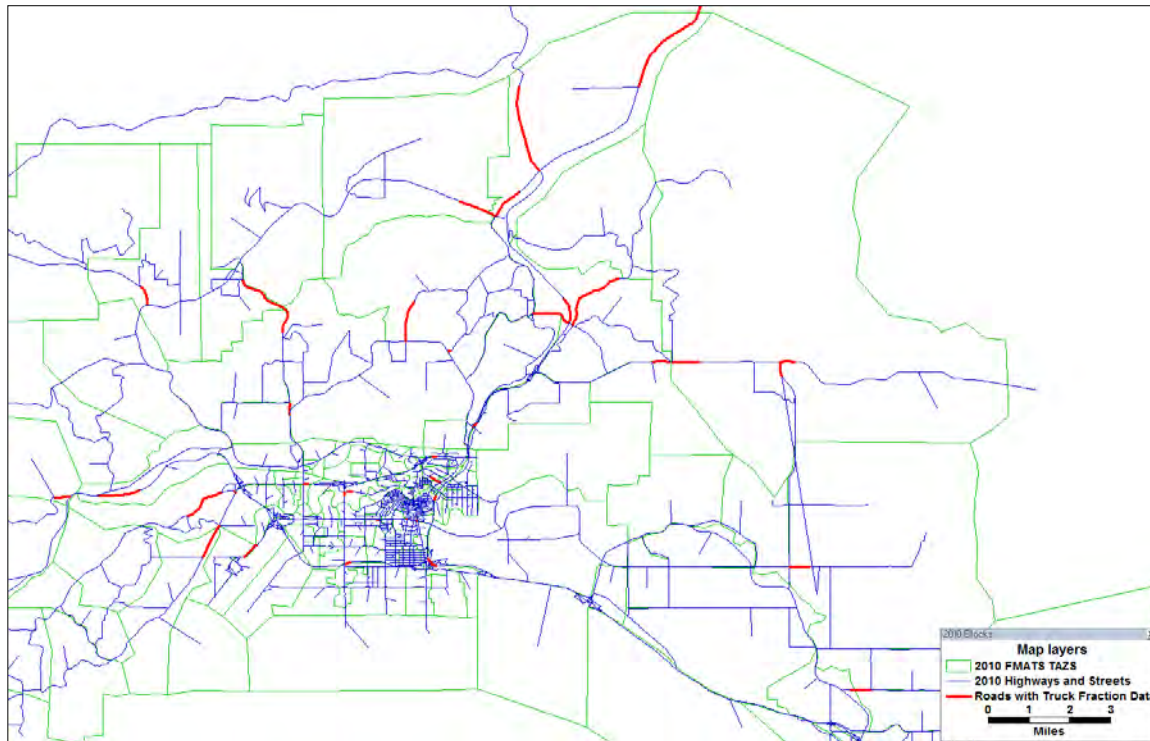 2010 Blocks
Map layers
2010 FMATS TAZS
2010 Highways and Streets
Roads with Truck Fraction Dat
0 1 2 3
Miles